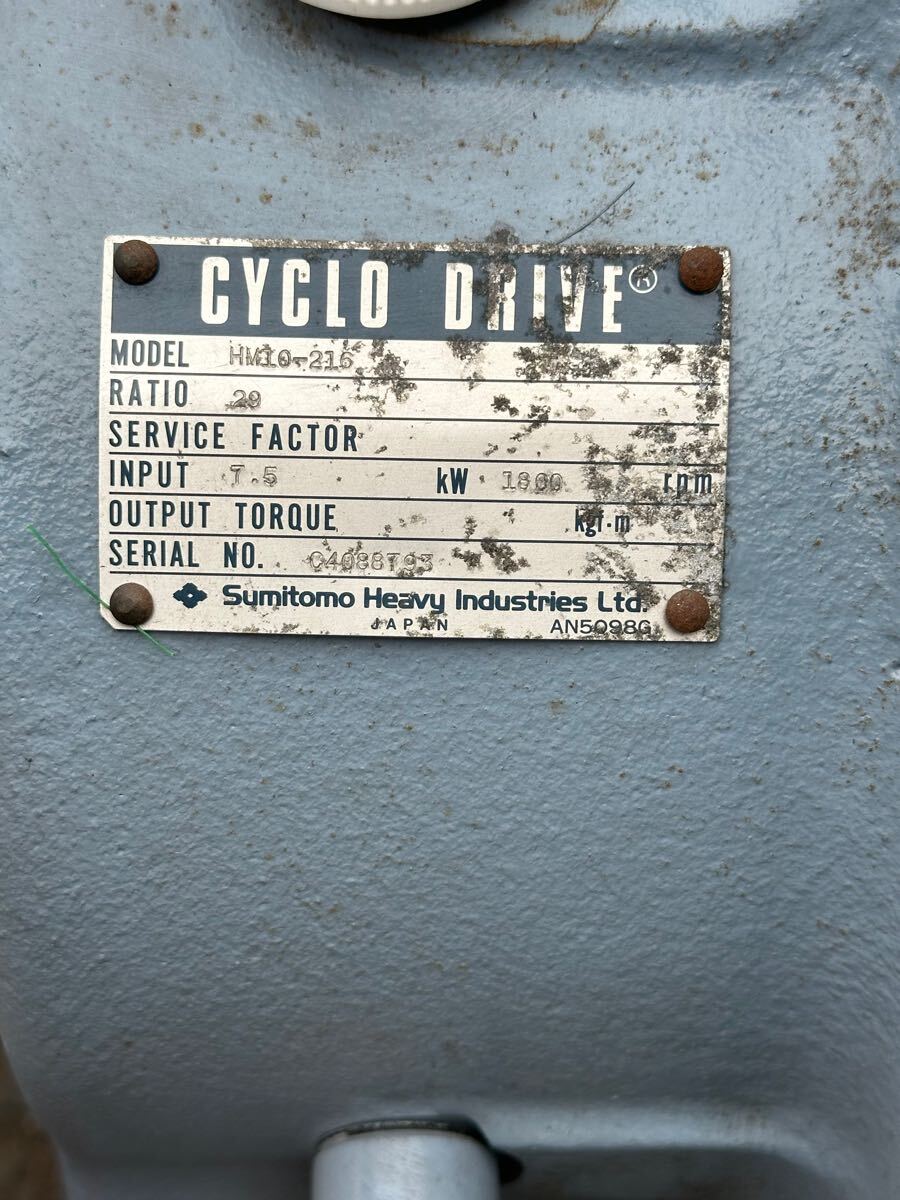 CYCLO DRIVE®
MODEL HM10-216
RATIO 29
SERVICE FACTOR
INPUT 7.5 kW 1800 rpm
OUTPUT TORQUE kgf·m
SERIAL NO. C4088T93
Sumitomo Heavy Industries Ltd.
JAPAN AN5098G